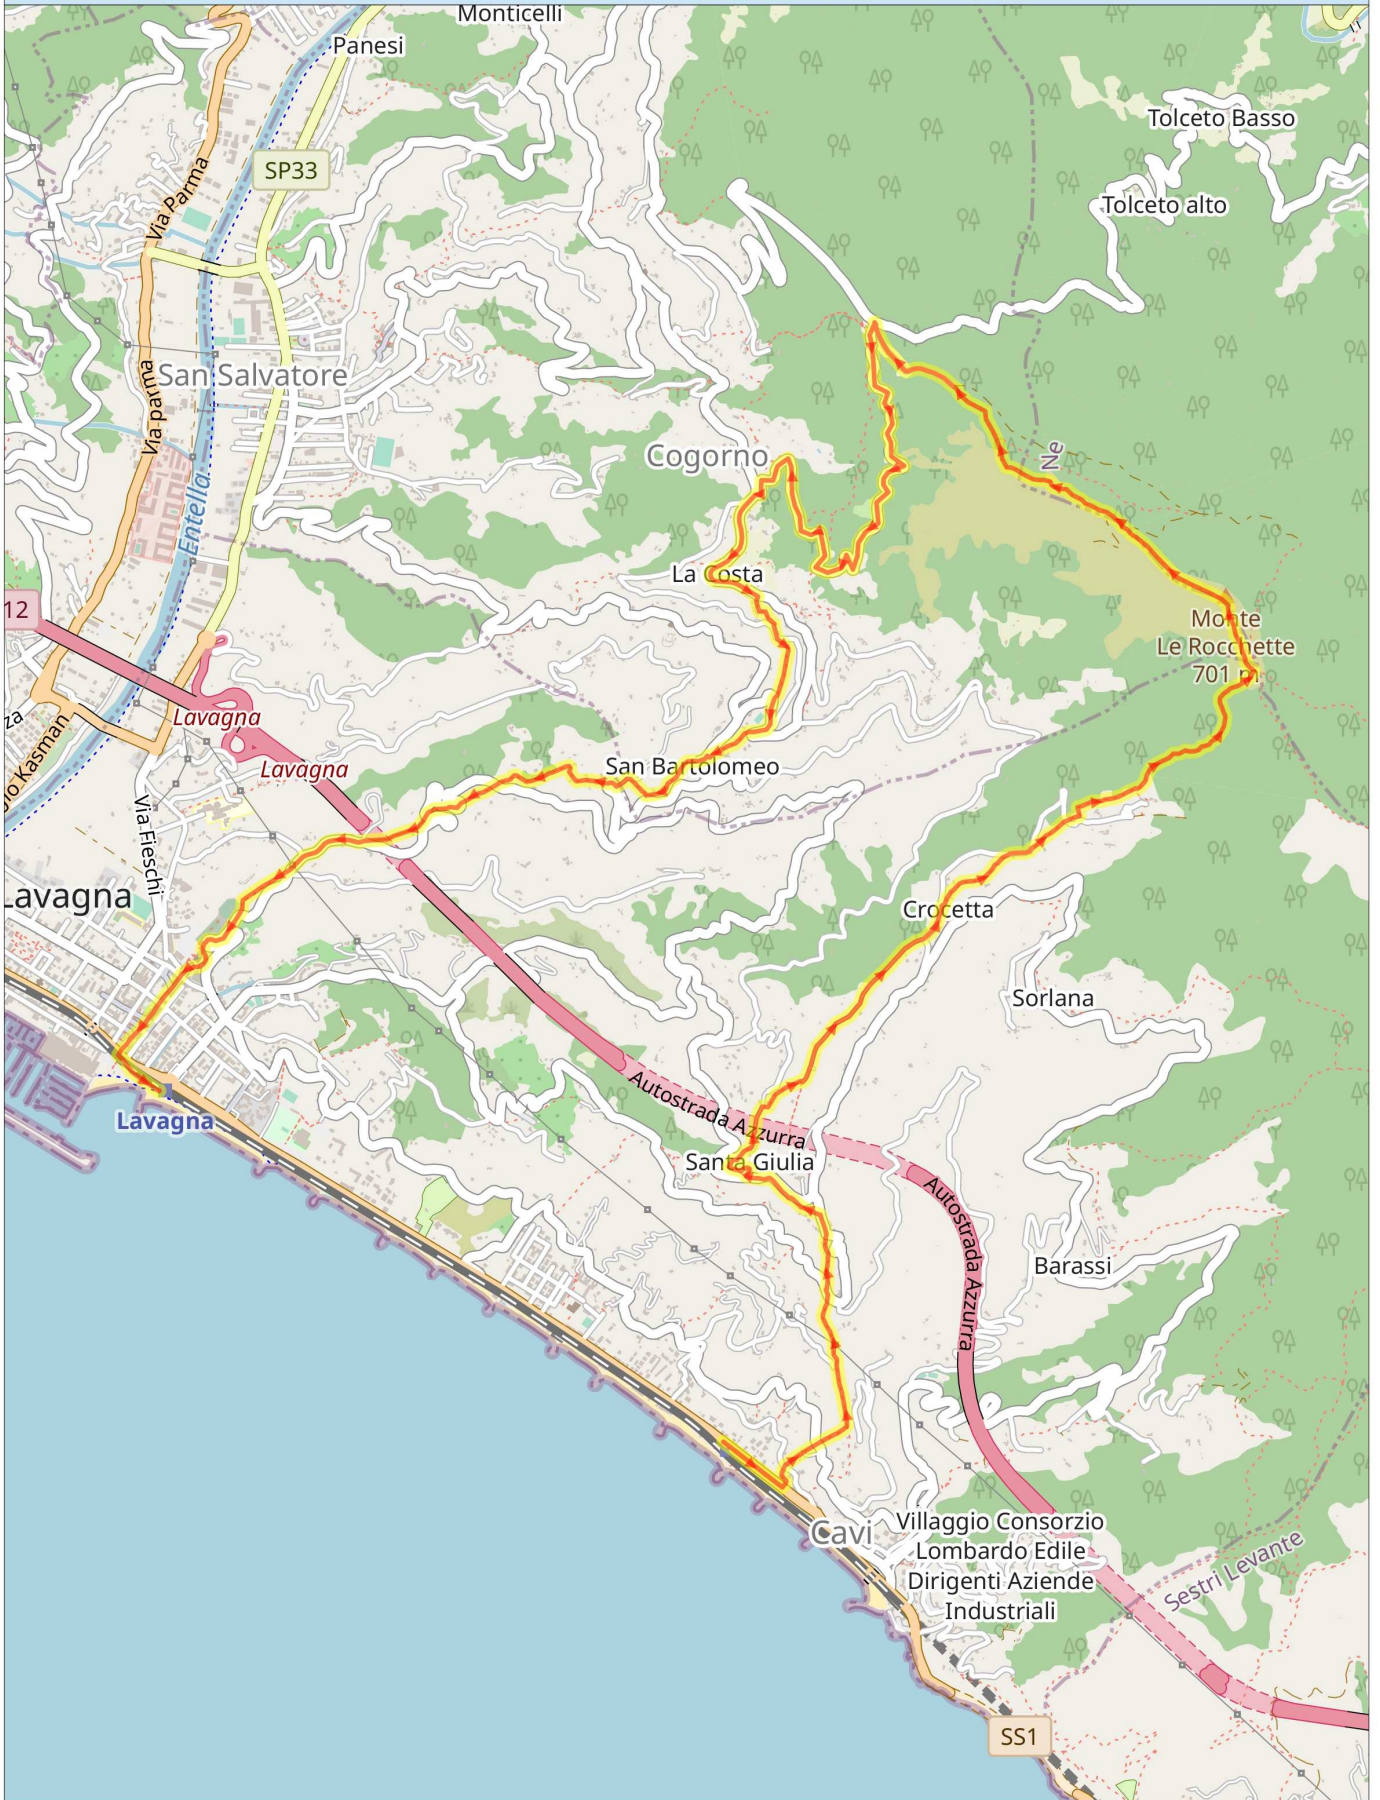 Monticelli
Panesi
Tolceto Basso
SP33
Via Parma
Tolceto alto
San Salvatore
Via parma
Cogorno
Ne
Entella
La Costa
12
Monte
Le Rocchette
701 m
Lavagna
Lavagna
San Bartolomeo
Via Fieschi
Lavagna
Crocetta
Sorlana
Autostrada Azzurra
Lavagna
Santa Giulia
Autostrada Azzurra
Barassi
Cavi
Villaggio Consorzio
Lombardo Edile
Dirigenti Aziende
Industriali
Sestri Levante
SS1